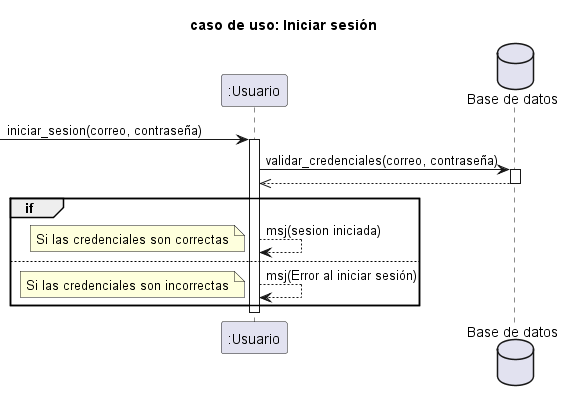 caso de uso: Iniciar sesión
Base de datos
:Usuario
iniciar_sesion(correo, contraseña)
validar_credenciales(correo, contraseña)
if
Si las credenciales son correctas
msj(sesion iniciada)
Si las credenciales son incorrectas
msj(Error al iniciar sesión)
:Usuario
Base de datos